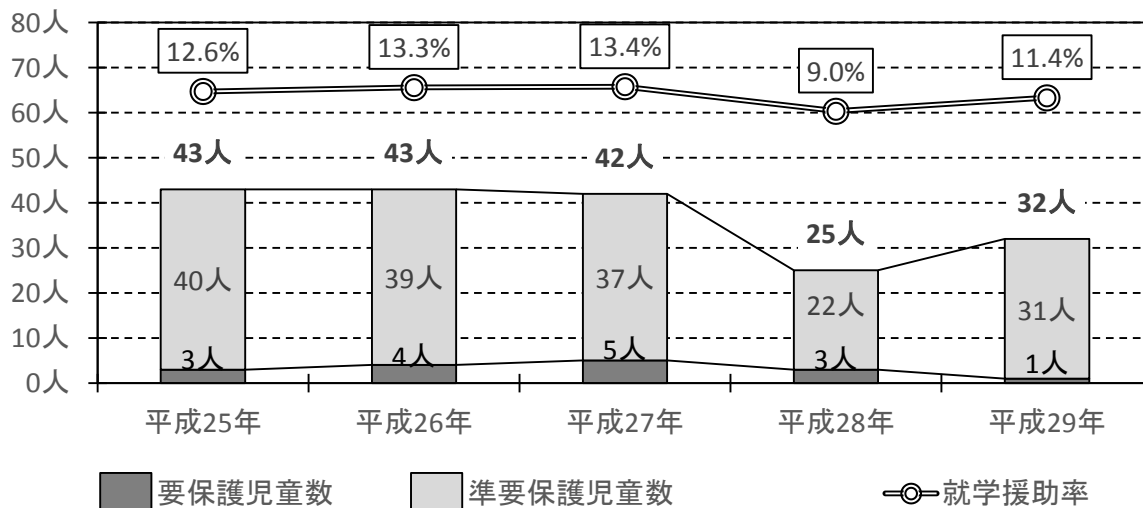 80人
70人
60人
50人
40人
30人
20人
10人
0人
12.6%
13.3%
13.4%
9.0%
11.4%
43人
43人
42人
25人
32人
40人
39人
37人
22人
31人
3人
4人
5人
3人
1人
平成25年
平成26年
平成27年
平成28年
平成29年
要保護児童数
準要保護児童数
就学援助率